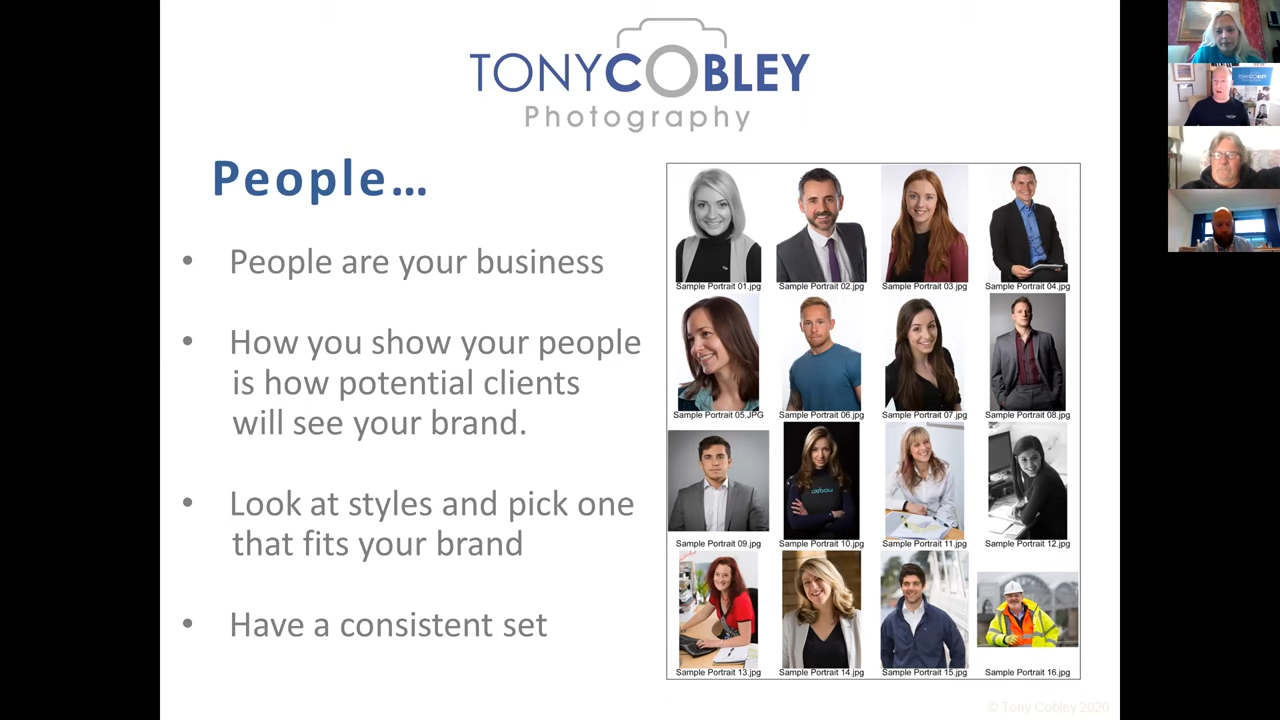 TONYCOBLEY
Photography
People…
• People are your business
• How you show your people
is how potential clients
will see your brand.
• Look at styles and pick one
that fits your brand
• Have a consistent set
Sample Portrait 01.jpg
Sample Portrait 02.jpg
Sample Portrait 03.jpg
Sample Portrait 04.jpg
Sample Portrait 05.JPG
Sample Portrait 06.jpg
Sample Portrait 07.jpg
Sample Portrait 08.jpg
Sample Portrait 09.jpg
Sample Portrait 10.jpg
Sample Portrait 11.jpg
Sample Portrait 12.jpg
Sample Portrait 13.jpg
Sample Portrait 14.jpg
Sample Portrait 15.jpg
Sample Portrait 16.jpg
© Tony Cobley 2020
TONYCOBLEY